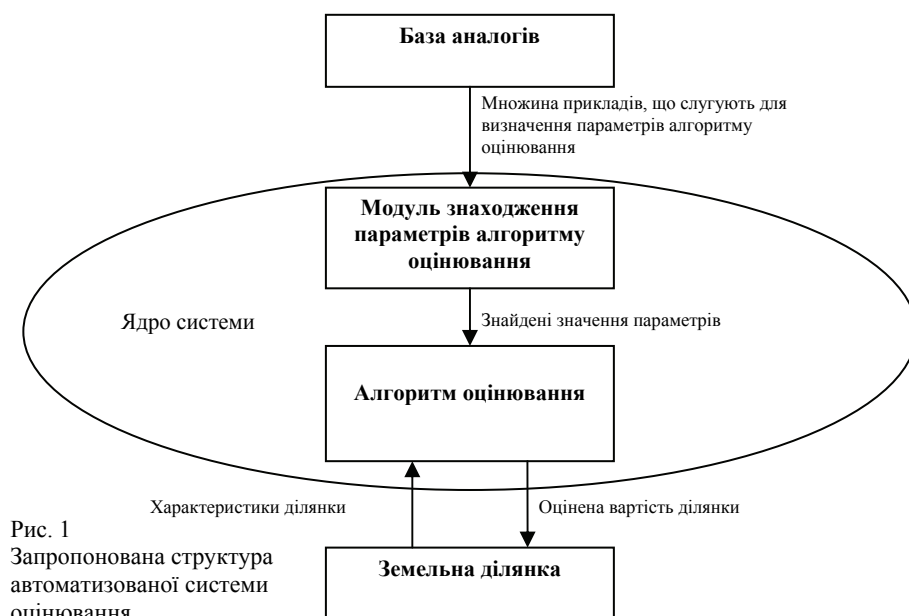 База аналогів
Множина прикладів, що слугують для
визначення параметрів алгоритму
оцінювання
Модуль знаходження
параметрів алгоритму
оцінювання
Ядро системи
Знайдені значення параметрів
Алгоритм оцінювання
Характеристики ділянки
Оцінена вартість ділянки
Рис. 1
Запропонована структура
автоматизованої системи
оцінювання
Земельна ділянка